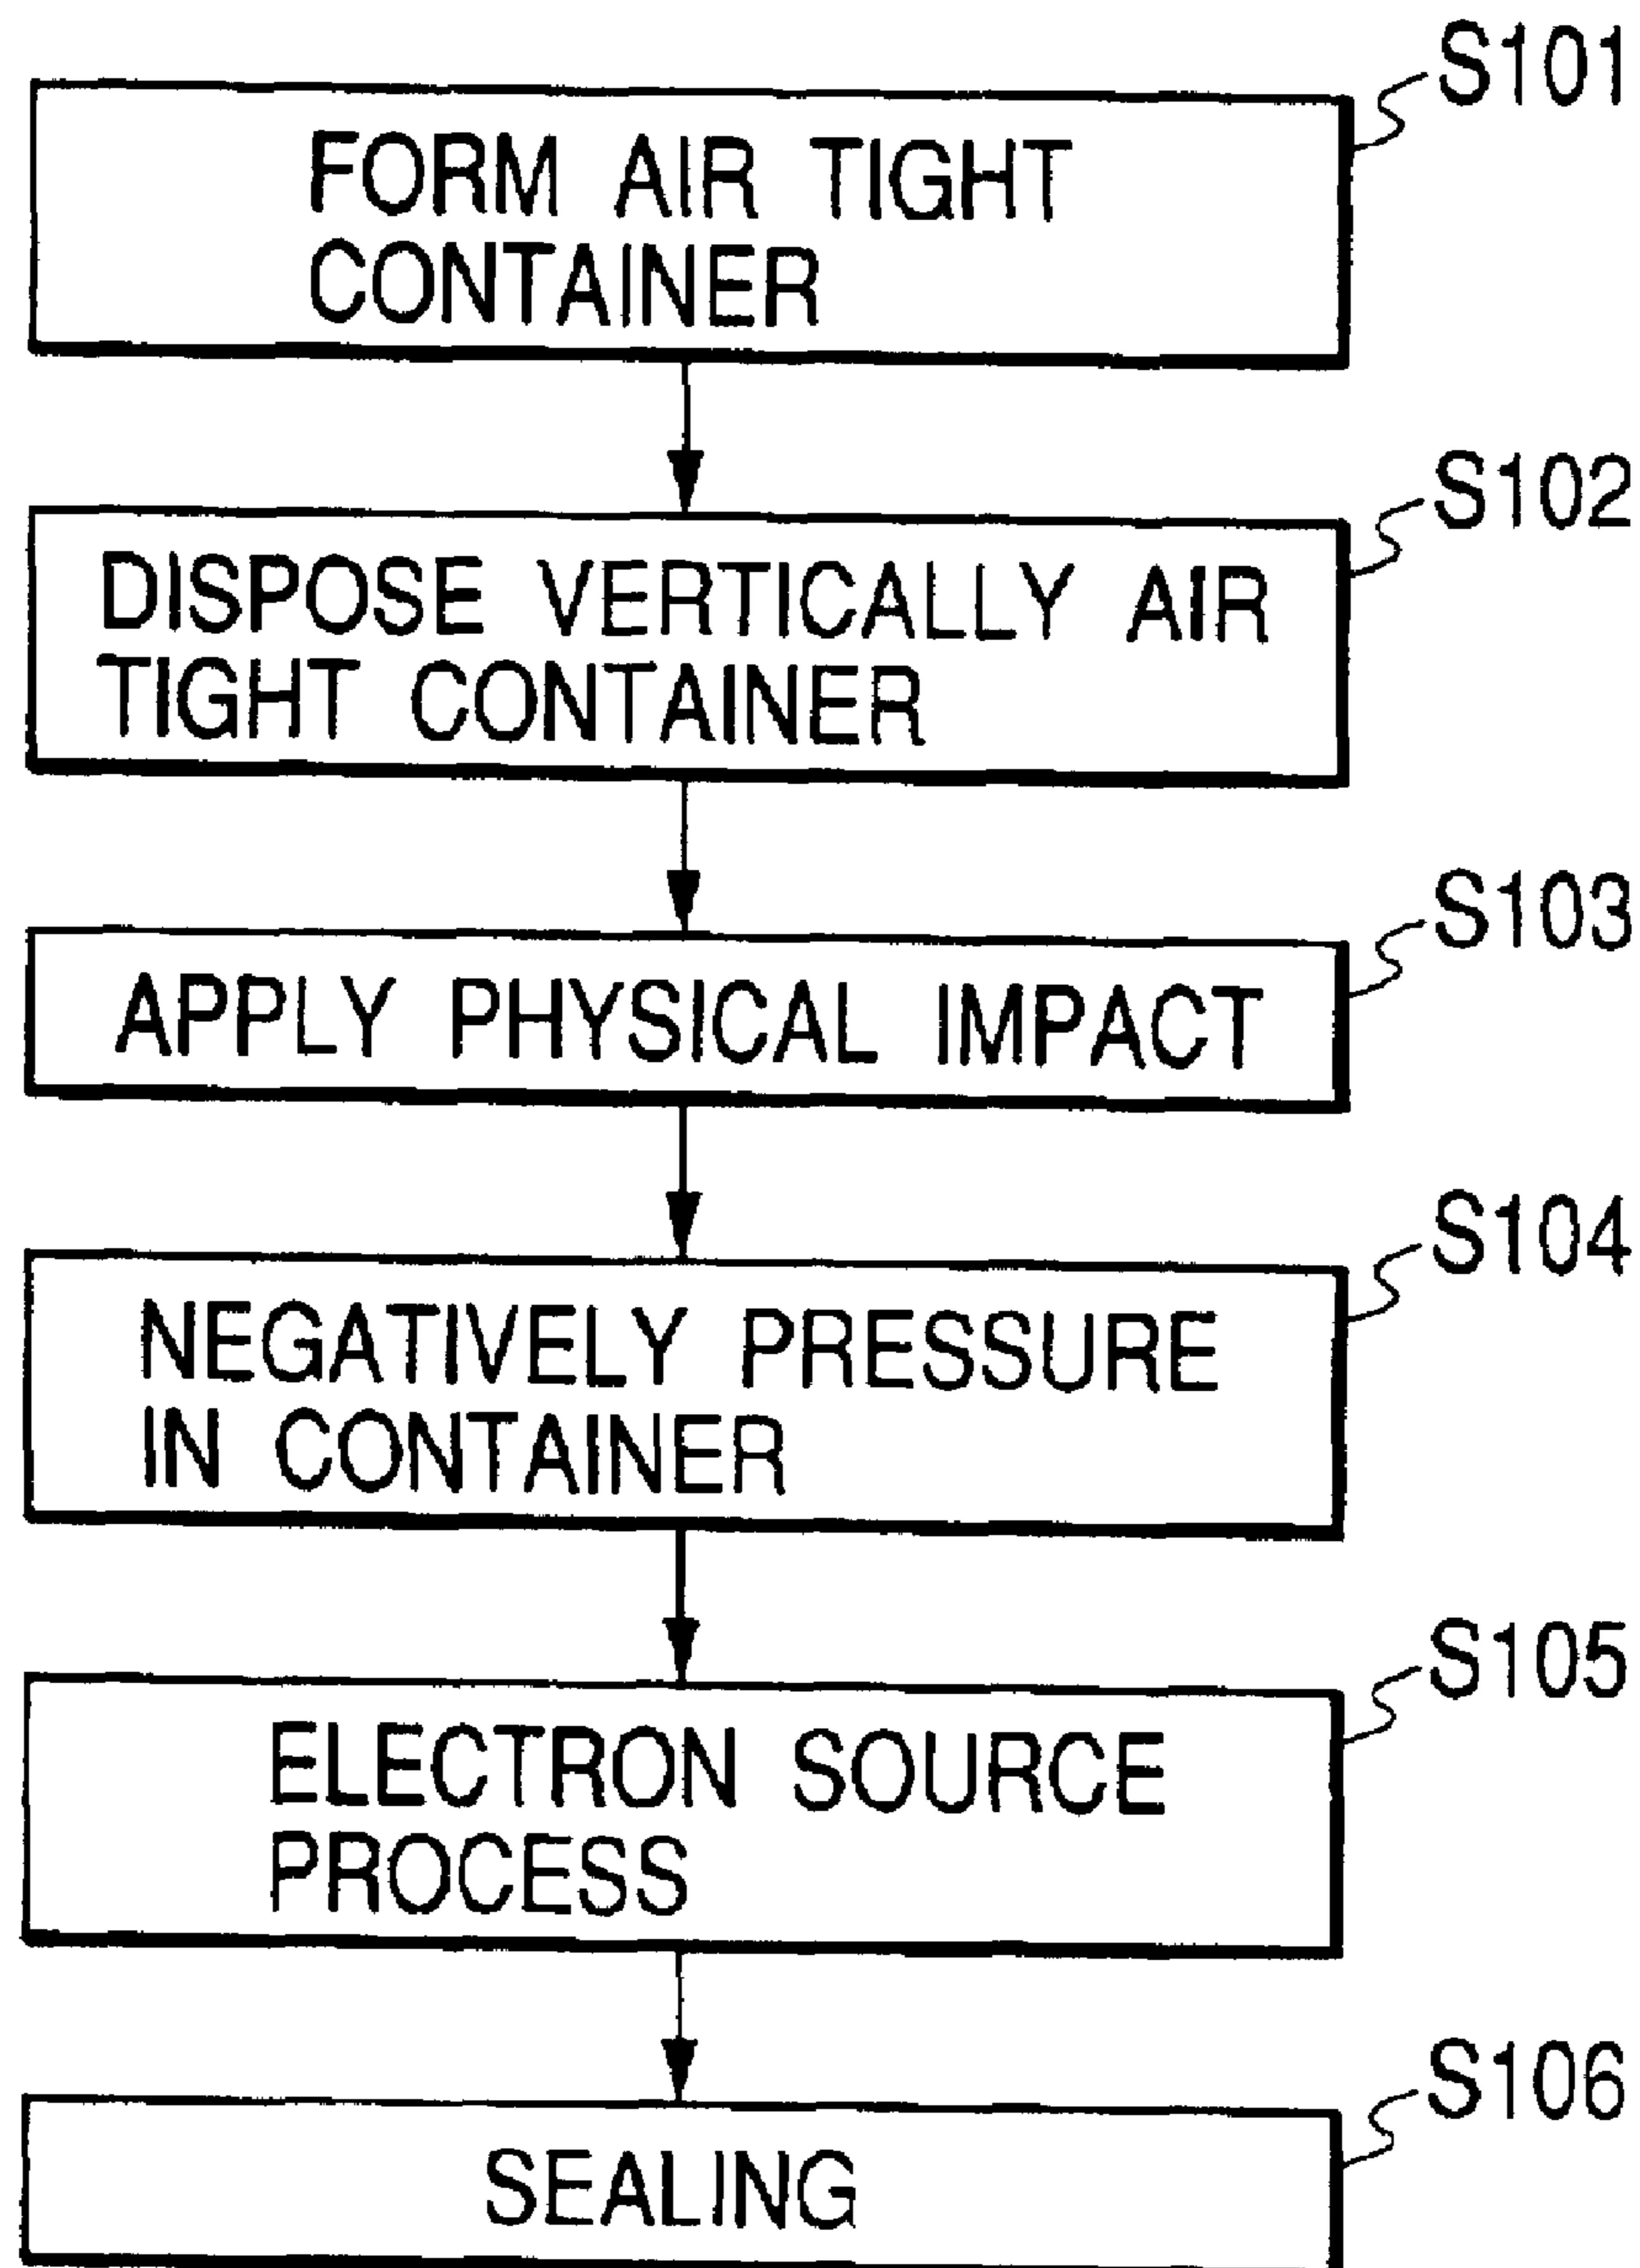 S101
FORM AIR TIGHT
CONTAINER
S102
DISPOSE VERTICALLY AIR
TIGHT CONTAINER
S103
APPLY PHYSICAL IMPACT
S104
NEGATIVELY PRESSURE
IN CONTAINER
S105
ELECTRON SOURCE
PROCESS
S106
SEALING